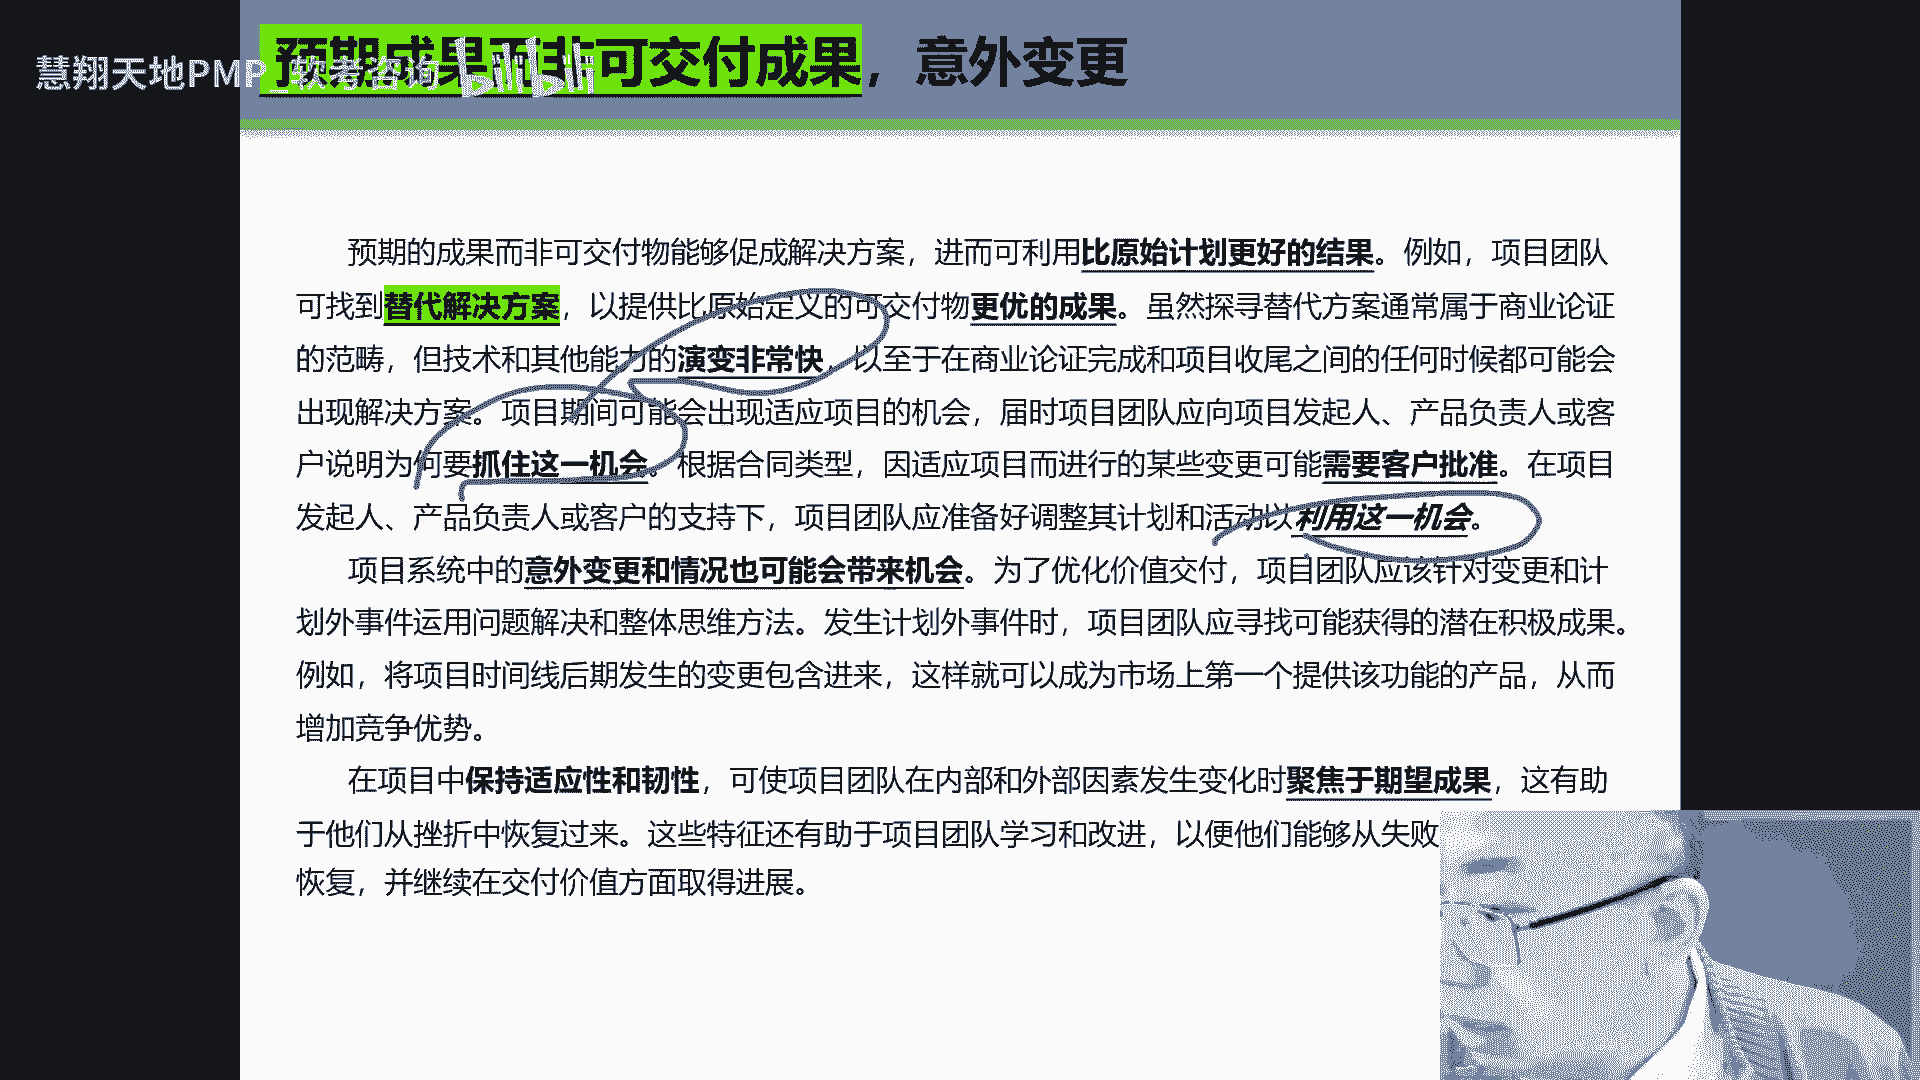 慧翔天地PMP_软考咨询 bilibili
预期成果而非可交付成果，意外变更
预期的成果而非可交付物能够促成解决方案，进而可利用比原始计划更好的结果。例如，项目团队
可找到替代解决方案，以提供比原始定义的可交付物更优的成果。虽然探寻替代方案通常属于商业论证
的范畴，但技术和其他能力的演变非常快，以至于在商业论证完成和项目收尾之间的任何时候都可能会
出现解决方案。项目期间可能会出现适应项目的机会，届时项目团队应向项目发起人、产品负责人或客
户说明为何要抓住这一机会。根据合同类型，因适应项目而进行的某些变更可能需要客户批准。在项目
发起人、产品负责人或客户的支持下，项目团队应准备好调整其计划和活动以利用这一机会。
项目系统中的意外变更和情况也可能会带来机会。为了优化价值交付，项目团队应该针对变更和计
划外事件运用问题解决和整体思维方法。发生计划外事件时，项目团队应寻找可能获得的潜在积极成果。
例如，将项目时间线后期发生的变更包含进来，这样就可以成为市场上第一个提供该功能的产品，从而
增加竞争优势。
在项目中保持适应性和韧性，可使项目团队在内部和外部因素发生变化时聚焦于期望成果，这有助
于他们从挫折中恢复过来。这些特征还有助于项目团队学习和改进，以便他们能够从失败
恢复，并继续在交付价值方面取得进展。